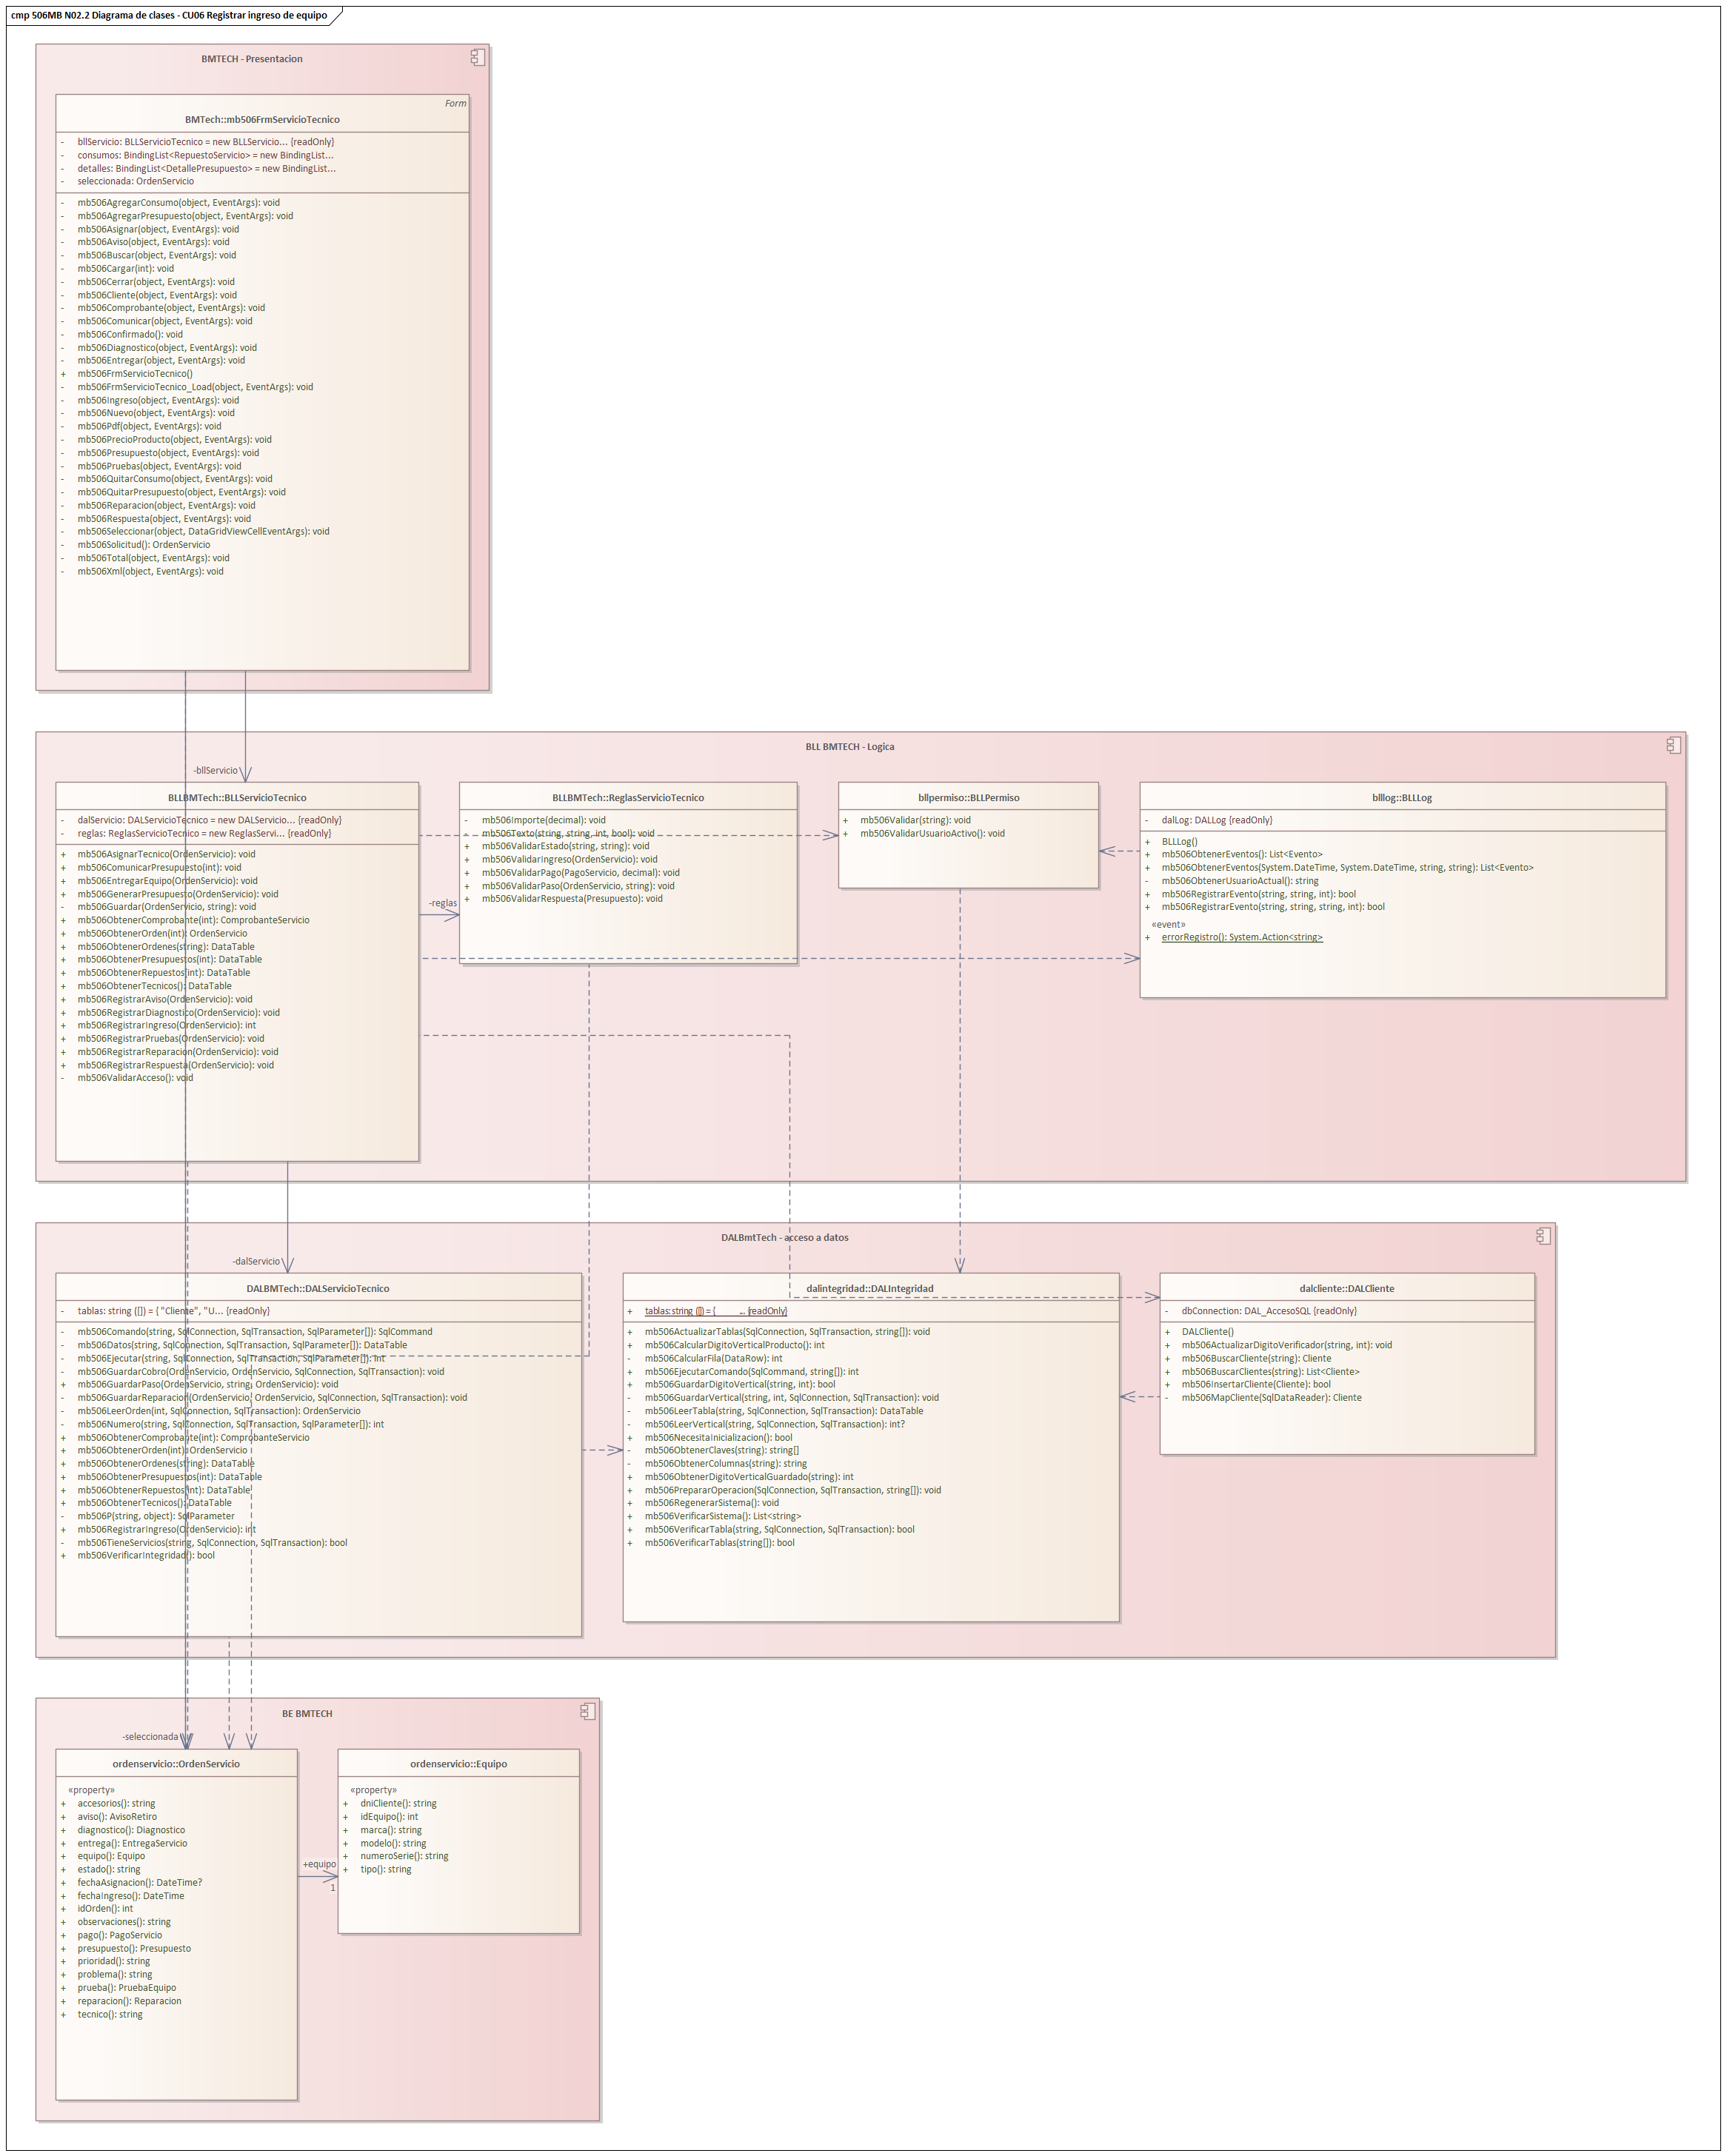 cmp 506MB N02.2 Diagrama de clases - CU06 Registrar ingreso de equipo
BMTECH - Presentacion
Form
BMTech::mb506FrmServicioTecnico
- bllServicio: BLLServicioTecnico = new BLLServicio... {readOnly}
- consumos: BindingList<RepuestoServicio> = new BindingList...
- detalles: BindingList<DetallePresupuesto> = new BindingList...
- seleccionada: OrdenServicio
- mb506AgregarConsumo(object, EventArgs): void
- mb506AgregarPresupuesto(object, EventArgs): void
- mb506Asignar(object, EventArgs): void
- mb506Aviso(object, EventArgs): void
- mb506Buscar(object, EventArgs): void
- mb506Cargar(int): void
- mb506Cerrar(object, EventArgs): void
- mb506Cliente(object, EventArgs): void
- mb506Comprobante(object, EventArgs): void
- mb506Comunicar(object, EventArgs): void
- mb506Confirmado(): void
- mb506Diagnostico(object, EventArgs): void
- mb506Entregar(object, EventArgs): void
+ mb506FrmServicioTecnico()
- mb506FrmServicioTecnico_Load(object, EventArgs): void
- mb506Ingreso(object, EventArgs): void
- mb506Nuevo(object, EventArgs): void
- mb506Pdf(object, EventArgs): void
- mb506PrecioProducto(object, EventArgs): void
- mb506Presupuesto(object, EventArgs): void
- mb506Pruebas(object, EventArgs): void
- mb506QuitarConsumo(object, EventArgs): void
- mb506QuitarPresupuesto(object, EventArgs): void
- mb506Reparacion(object, EventArgs): void
- mb506Respuesta(object, EventArgs): void
- mb506Seleccionar(object, DataGridViewCellEventArgs): void
- mb506Solicitud(): OrdenServicio
- mb506Total(object, EventArgs): void
- mb506Xml(object, EventArgs): void
BLL BMTECH - Logica
-bllServicio
BLLBMTech::BLLServicioTecnico
- dalServicio: DALServicioTecnico = new DALServicio... {readOnly}
- reglas: ReglasServicioTecnico = new ReglasServi... {readOnly}
+ mb506AsignarTecnico(OrdenServicio): void
+ mb506ComunicarPresupuesto(int): void
+ mb506EntregarEquipo(OrdenServicio): void
+ mb506GenerarPresupuesto(OrdenServicio): void
- mb506Guardar(OrdenServicio, string): void
+ mb506ObtenerComprobante(int): ComprobanteServicio
+ mb506ObtenerOrden(int): OrdenServicio
+ mb506ObtenerOrdenes(string): DataTable
+ mb506ObtenerPresupuestos(int): DataTable
+ mb506ObtenerRepuestos(int): DataTable
+ mb506ObtenerTecnicos(): DataTable
+ mb506RegistrarAviso(OrdenServicio): void
+ mb506RegistrarDiagnostico(OrdenServicio): void
+ mb506RegistrarIngreso(OrdenServicio): int
+ mb506RegistrarPruebas(OrdenServicio): void
+ mb506RegistrarReparacion(OrdenServicio): void
+ mb506RegistrarRespuesta(OrdenServicio): void
- mb506ValidarAcceso(): void
-reglas
BLLBMTech::ReglasServicioTecnico
- mb506Importe(decimal): void
- mb506Texto(string, string, int, bool): void
+ mb506ValidarEstado(string, string): void
+ mb506ValidarIngreso(OrdenServicio): void
+ mb506ValidarPago(PagoServicio, decimal): void
+ mb506ValidarPaso(OrdenServicio, string): void
+ mb506ValidarRespuesta(Presupuesto): void
bllpermiso::BLLPermiso
+ mb506Validar(string): void
+ mb506ValidarUsuarioActivo(): void
blllog::BLLLog
- dalLog: DALLog {readOnly}
+ BLLLog()
+ mb506ObtenerEventos(): List<Evento>
+ mb506ObtenerEventos(System.DateTime, System.DateTime, string, string): List<Evento>
- mb506ObtenerUsuarioActual(): string
+ mb506RegistrarEvento(string, string, int): bool
+ mb506RegistrarEvento(string, string, string, int): bool
«event»
+ errorRegistro(): System.Action<string>
DALBmtTech - acceso a datos
-dalServicio
DALBMTech::DALServicioTecnico
- tablas: string ([]) = { "Cliente", "U... {readOnly}
- mb506Comando(string, SqlConnection, SqlTransaction, SqlParameter[]): SqlCommand
- mb506Datos(string, SqlConnection, SqlTransaction, SqlParameter[]): DataTable
- mb506Ejecutar(string, SqlConnection, SqlTransaction, SqlParameter[]): int
- mb506GuardarCobro(OrdenServicio, OrdenServicio, SqlConnection, SqlTransaction): void
+ mb506GuardarPaso(OrdenServicio, string, OrdenServicio): void
- mb506GuardarReparacion(OrdenServicio, OrdenServicio, SqlConnection, SqlTransaction): void
- mb506LeerOrden(int, SqlConnection, SqlTransaction): OrdenServicio
- mb506Numero(string, SqlConnection, SqlTransaction, SqlParameter[]): int
+ mb506ObtenerComprobante(int): ComprobanteServicio
+ mb506ObtenerOrden(int): OrdenServicio
+ mb506ObtenerOrdenes(string): DataTable
+ mb506ObtenerPresupuestos(int): DataTable
+ mb506ObtenerRepuestos(int): DataTable
+ mb506ObtenerTecnicos(): DataTable
- mb506P(string, object): SqlParameter
+ mb506RegistrarIngreso(OrdenServicio): int
- mb506TieneServicios(string, SqlConnection, SqlTransaction): bool
+ mb506VerificarIntegridad(): bool
dalintegridad::DALIntegridad
+ tablas: string ([]) = { ... {readOnly}
+ mb506ActualizarTablas(SqlConnection, SqlTransaction, string[]): void
+ mb506CalcularDigitoVerticalProducto(): int
- mb506CalcularFila(DataRow): int
+ mb506EjecutarComando(SqlCommand, string[]): int
+ mb506GuardarDigitoVertical(string, int): bool
- mb506GuardarVertical(string, int, SqlConnection, SqlTransaction): void
- mb506LeerTabla(string, SqlConnection, SqlTransaction): DataTable
- mb506LeerVertical(string, SqlConnection, SqlTransaction): int?
+ mb506NecesitaInicializacion(): bool
- mb506ObtenerClaves(string): string[]
- mb506ObtenerColumnas(string): string
+ mb506ObtenerDigitoVerticalGuardado(string): int
+ mb506PrepararOperacion(SqlConnection, SqlTransaction, string[]): void
+ mb506RegenerarSistema(): void
+ mb506VerificarSistema(): List<string>
+ mb506VerificarTabla(string, SqlConnection, SqlTransaction): bool
+ mb506VerificarTablas(string[]): bool
dalcliente::DALCliente
- dbConnection: DAL_AccesoSQL {readOnly}
+ DALCliente()
+ mb506ActualizarDigitoVerificador(string, int): void
+ mb506BuscarCliente(string): Cliente
+ mb506BuscarClientes(string): List<Cliente>
+ mb506InsertarCliente(Cliente): bool
- mb506MapCliente(SqlDataReader): Cliente
BE BMTECH
-seleccionada
ordenservicio::OrdenServicio
«property»
+ accesorios(): string
+ aviso(): AvisoRetiro
+ diagnostico(): Diagnostico
+ entrega(): EntregaServicio
+ equipo(): Equipo
+ estado(): string
+ fechaAsignacion(): DateTime?
+ fechaIngreso(): DateTime
+ idOrden(): int
+ observaciones(): string
+ pago(): PagoServicio
+ presupuesto(): Presupuesto
+ prioridad(): string
+ problema(): string
+ prueba(): PruebaEquipo
+ reparacion(): Reparacion
+ tecnico(): string
+equipo
1
ordenservicio::Equipo
«property»
+ dniCliente(): string
+ idEquipo(): int
+ marca(): string
+ modelo(): string
+ numeroSerie(): string
+ tipo(): string